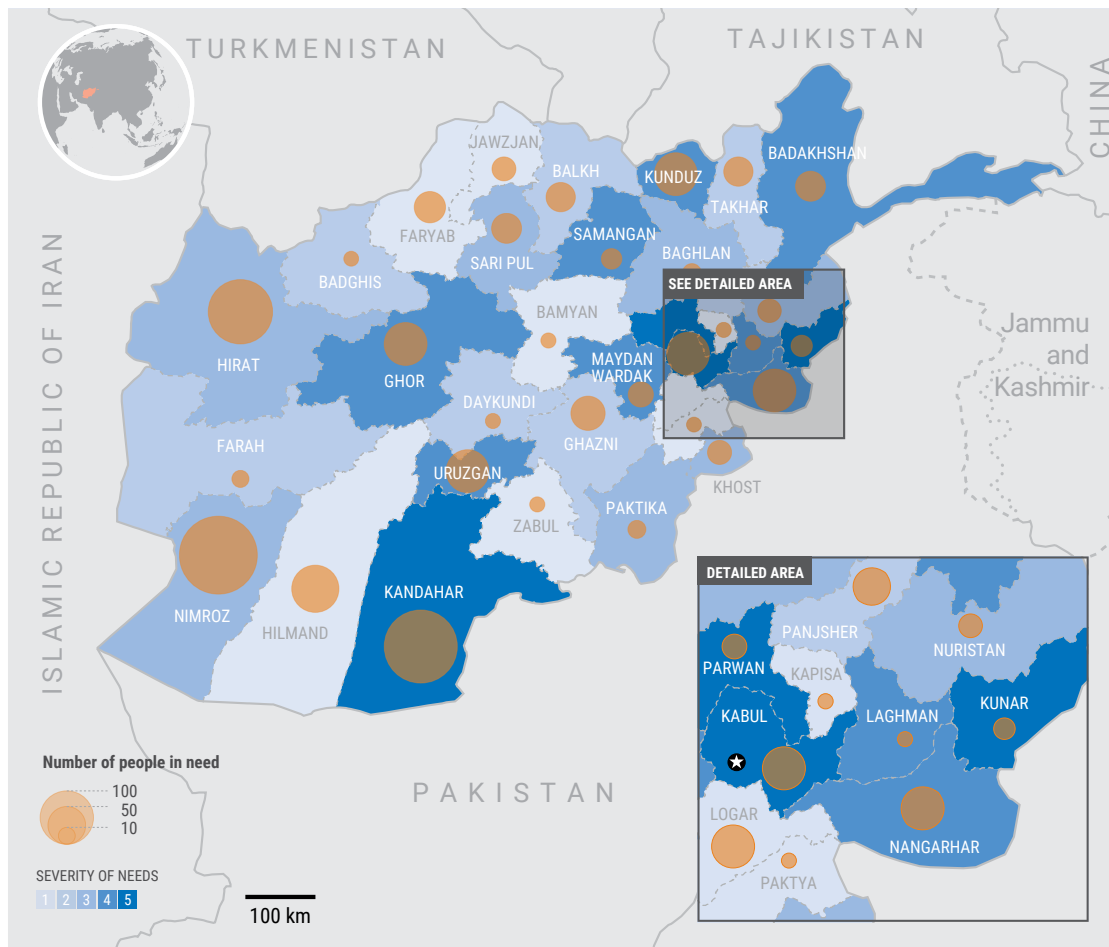 TURKMENISTAN
TAJIKISTAN
CHINA
ISLAMIC REPUBLIC OF IRAN
JAWZJAN
BALKH
KUNDUZ
BADAKHSHAN
TAKHAR
FARYAB
SARI PUL
SAMANGAN
BAGHLAN
BADGHIS
SEE DETAILED AREA
BAMYAN
HIRAT
GHOR
MAYDAN
WARDAK
Jammu
and
Kashmir
DAYKUNDI
GHAZNI
FARAH
URUZGAN
KHOST
ZABUL
PAKTIKA
NIMROZ
HILMAND
KANDAHAR
PAKISTAN
DETAILED AREA
PANJSHER
NURISTAN
PARWAN
KAPISA
KABUL
LAGHMAN
KUNAR
LOGAR
NANGARHAR
PAKTYA
Number of people in need
100
50
10
SEVERITY OF NEEDS
1 2 3 4 5
100 km